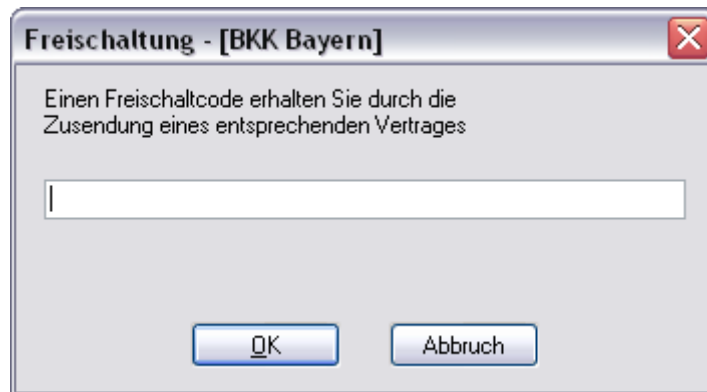 Freischaltung - [BKK Bayern]
Einen Freischaltcode erhalten Sie durch die
Zusendung eines entsprechenden Vertrages
OK
Abbruch